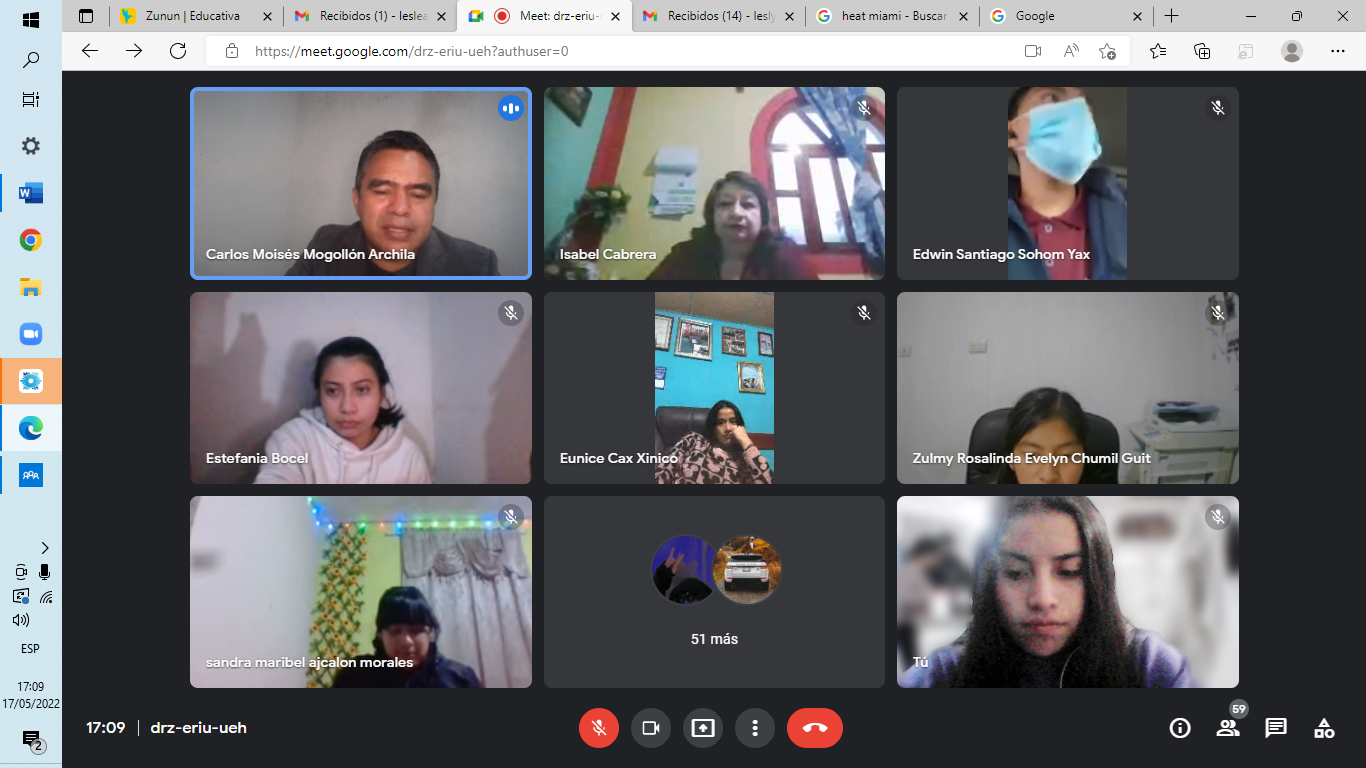 Zunun | Educativa
Recibidos (1) - leslea
Meet: drz-eriu-
Recibidos (14) - lesly
heat miami - Buscar
Google
https://meet.google.com/drz-eriu-ueh?authuser=0
Carlos Moisés Mogollón Archila
Isabel Cabrera
Edwin Santiago Sohom Yax
Estefania Bocel
Eunice Cax Xinico
Zulmy Rosalinda Evelyn Chumil Guit
sandra maribel ajcalon morales
51 más
Tú
ESP
17:09
17/05/2022
2
17:09 | drz-eriu-ueh
59